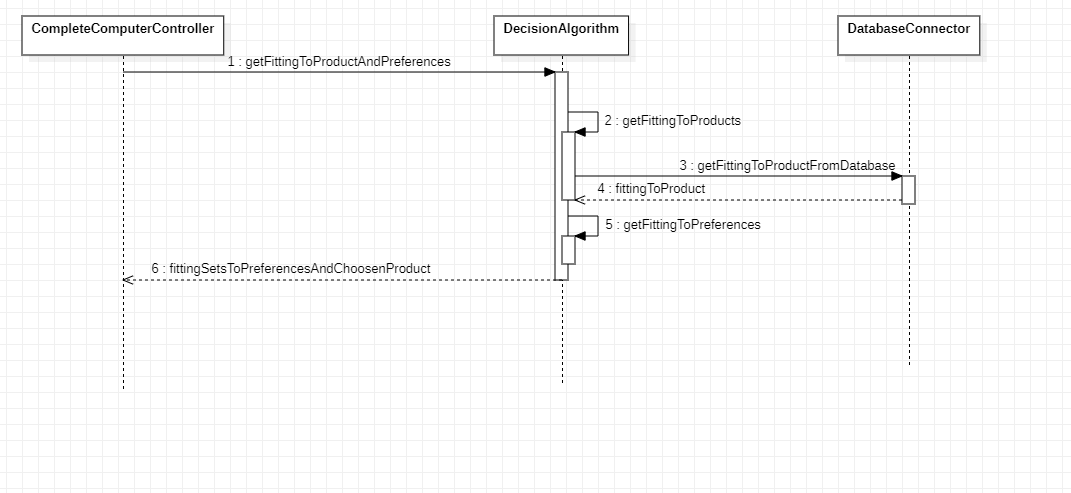 CompleteComputerController
DecisionAlgorithm
DatabaseConnector
1 : getFittingToProductAndPreferences
2 : getFittingToProducts
3 : getFittingToProductFromDatabase
4 : fittingToProduct
5 : getFittingToPreferences
6 : fittingSetsToPreferencesAndChoosenProduct